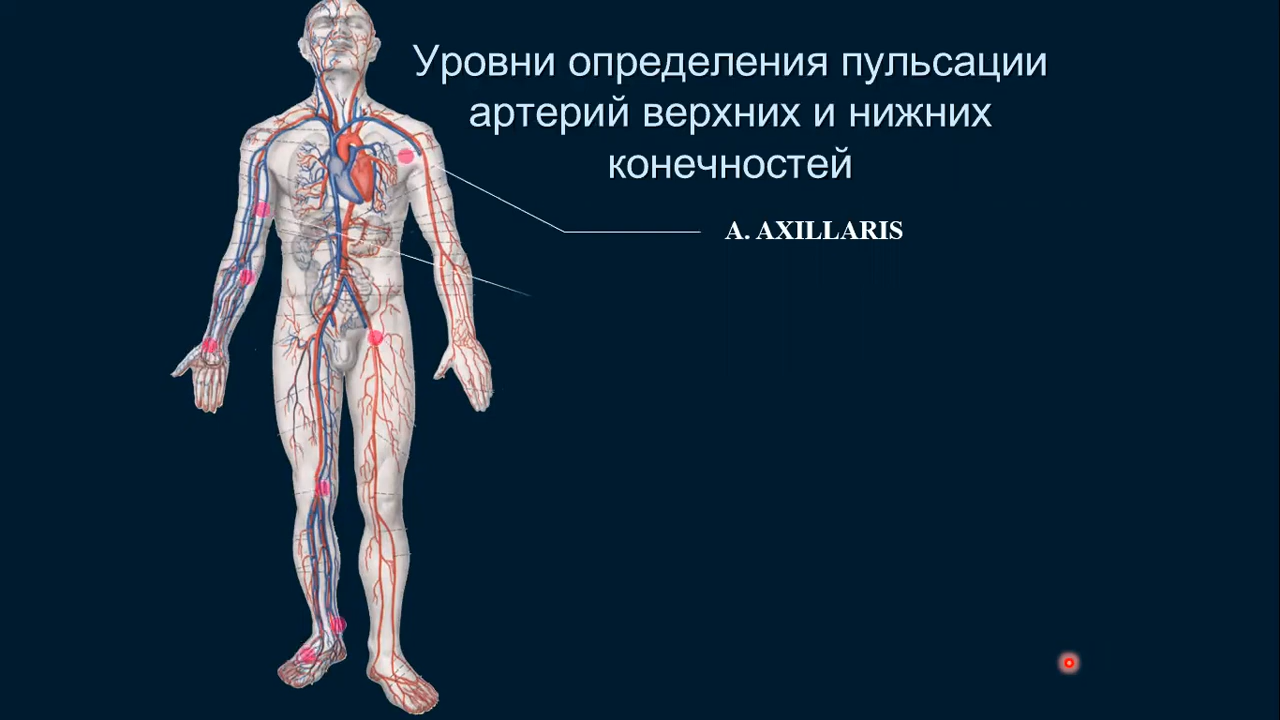 Уровни определения пульсации
артерий верхних и нижних
конечностей
A. AXILLARIS